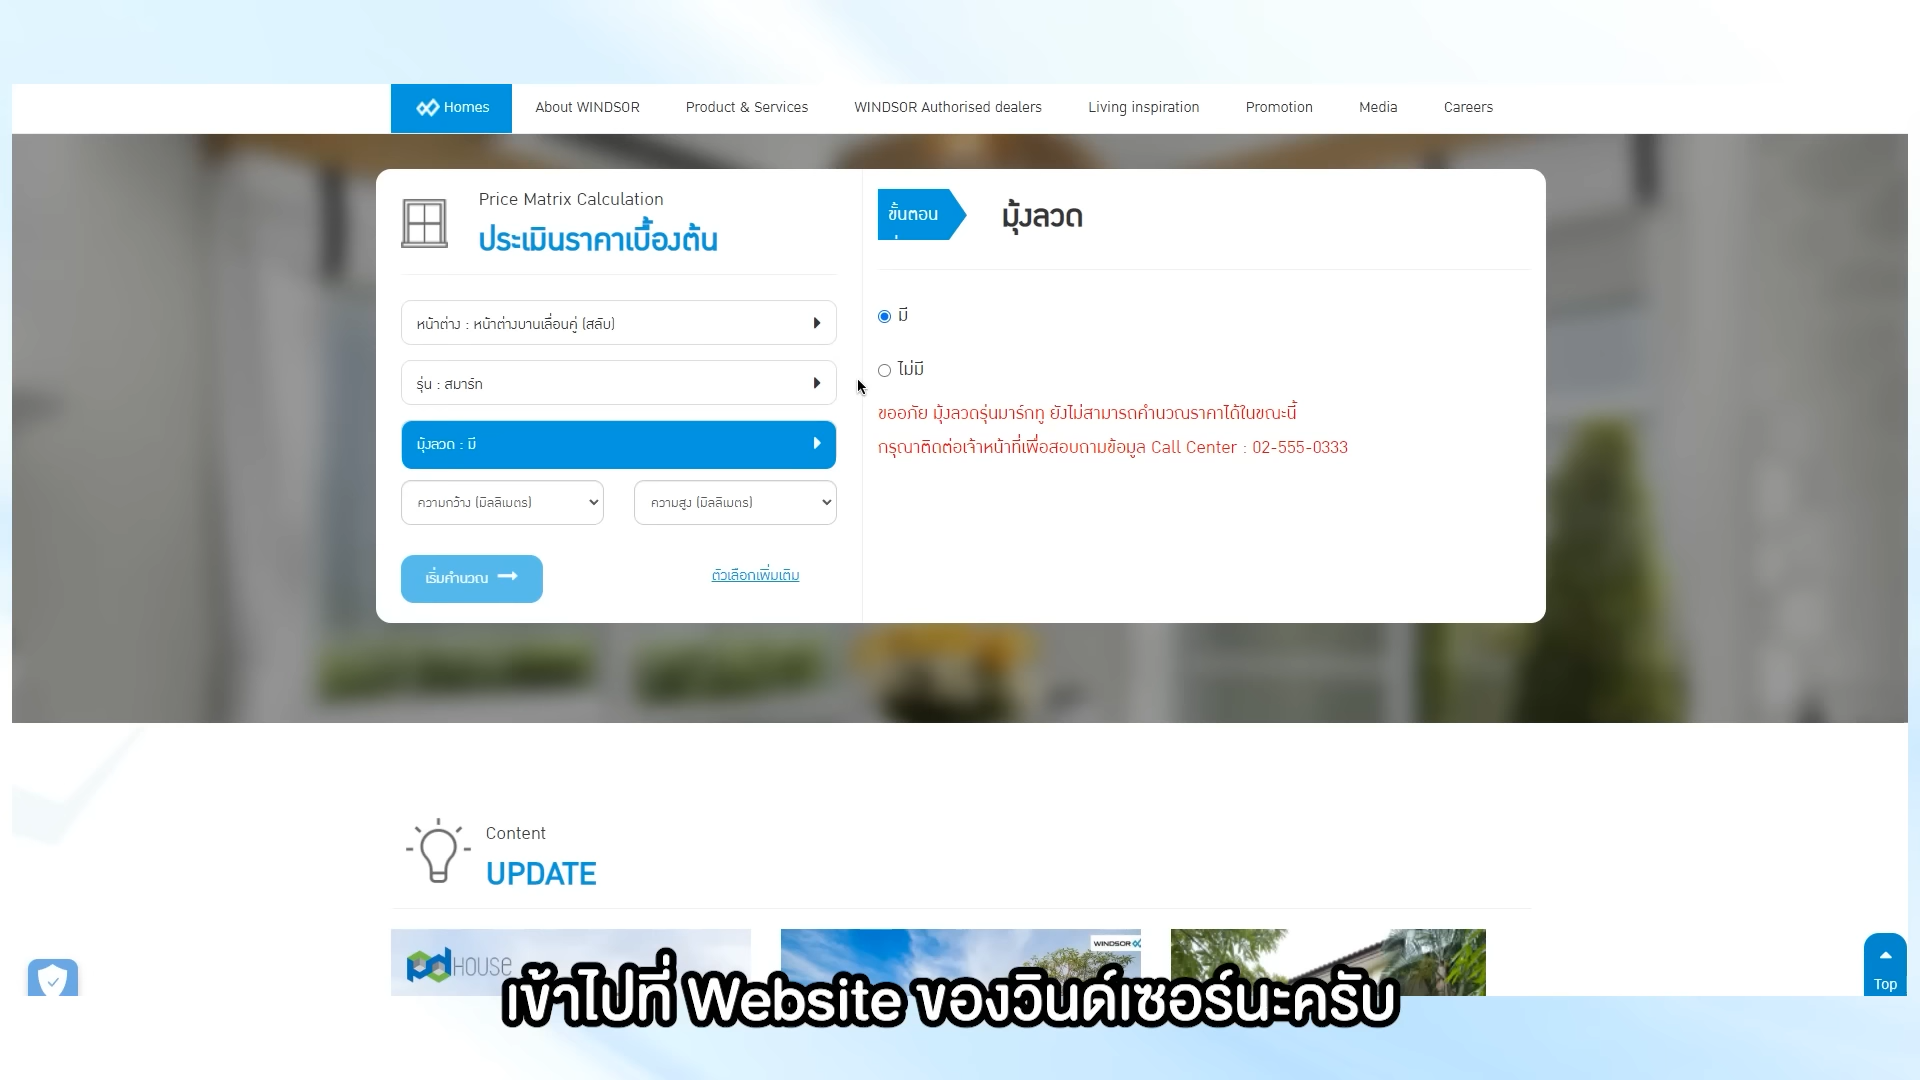 Homes
About WINDSOR
Product & Services
WINDSOR Authorised dealers
Living inspiration
Promotion
Media
Careers
Price Matrix Calculation
ประเมินราคาเบื้องต้น
หน้าต่าง : หน้าต่างบานเลื่อนคู่ (สลับ)
รุ่น : สมาร์ท
มุ้งลวด : มี
ความกว้าง (มิลลิเมตร)
ความสูง (มิลลิเมตร)
เริ่มคำนวณ
ตัวเลือกเพิ่มเติม
ขั้นตอน
มุ้งลวด
มี
ไม่มี
ขออภัย มุ้งลวดรุ่นมาร์กทู ยังไม่สามารถคำนวณราคาได้ในขณะนี้
กรุณาติดต่อเจ้าหน้าที่เพื่อสอบถามข้อมูล Call Center : 02-555-0333
Content
UPDATE
pd HOUSE
WINDSOR
Top
เข้าไปที่ Website ของวินด์เซอร์นะครับ